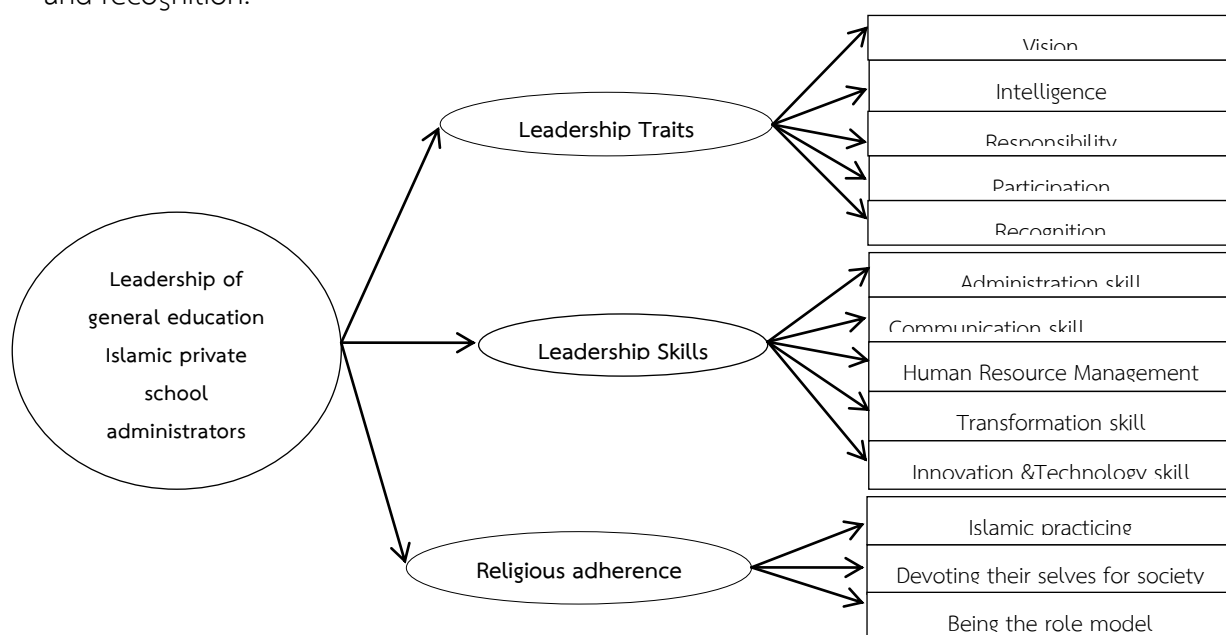 and recognition.
Vision
Intelligence
Leadership Traits
Responsibility
Participation
Recognition
Leadership of
general education
Islamic private
school
administrators
Administration skill
Communication skill
Leadership Skills
Human Resource Management
Transformation skill
Innovation &Technology skill
Islamic practicing
Religious adherence
Devoting their selves for society
Being the role model